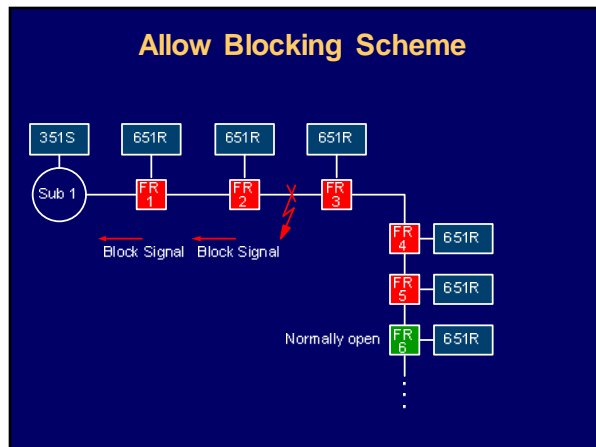 Allow Blocking Scheme
351S
651R
651R
651R
Sub 1
FR
1
FR
2
FR
3
Block Signal
Block Signal
FR
4
651R
FR
5
651R
Normally open
FR
6
651R